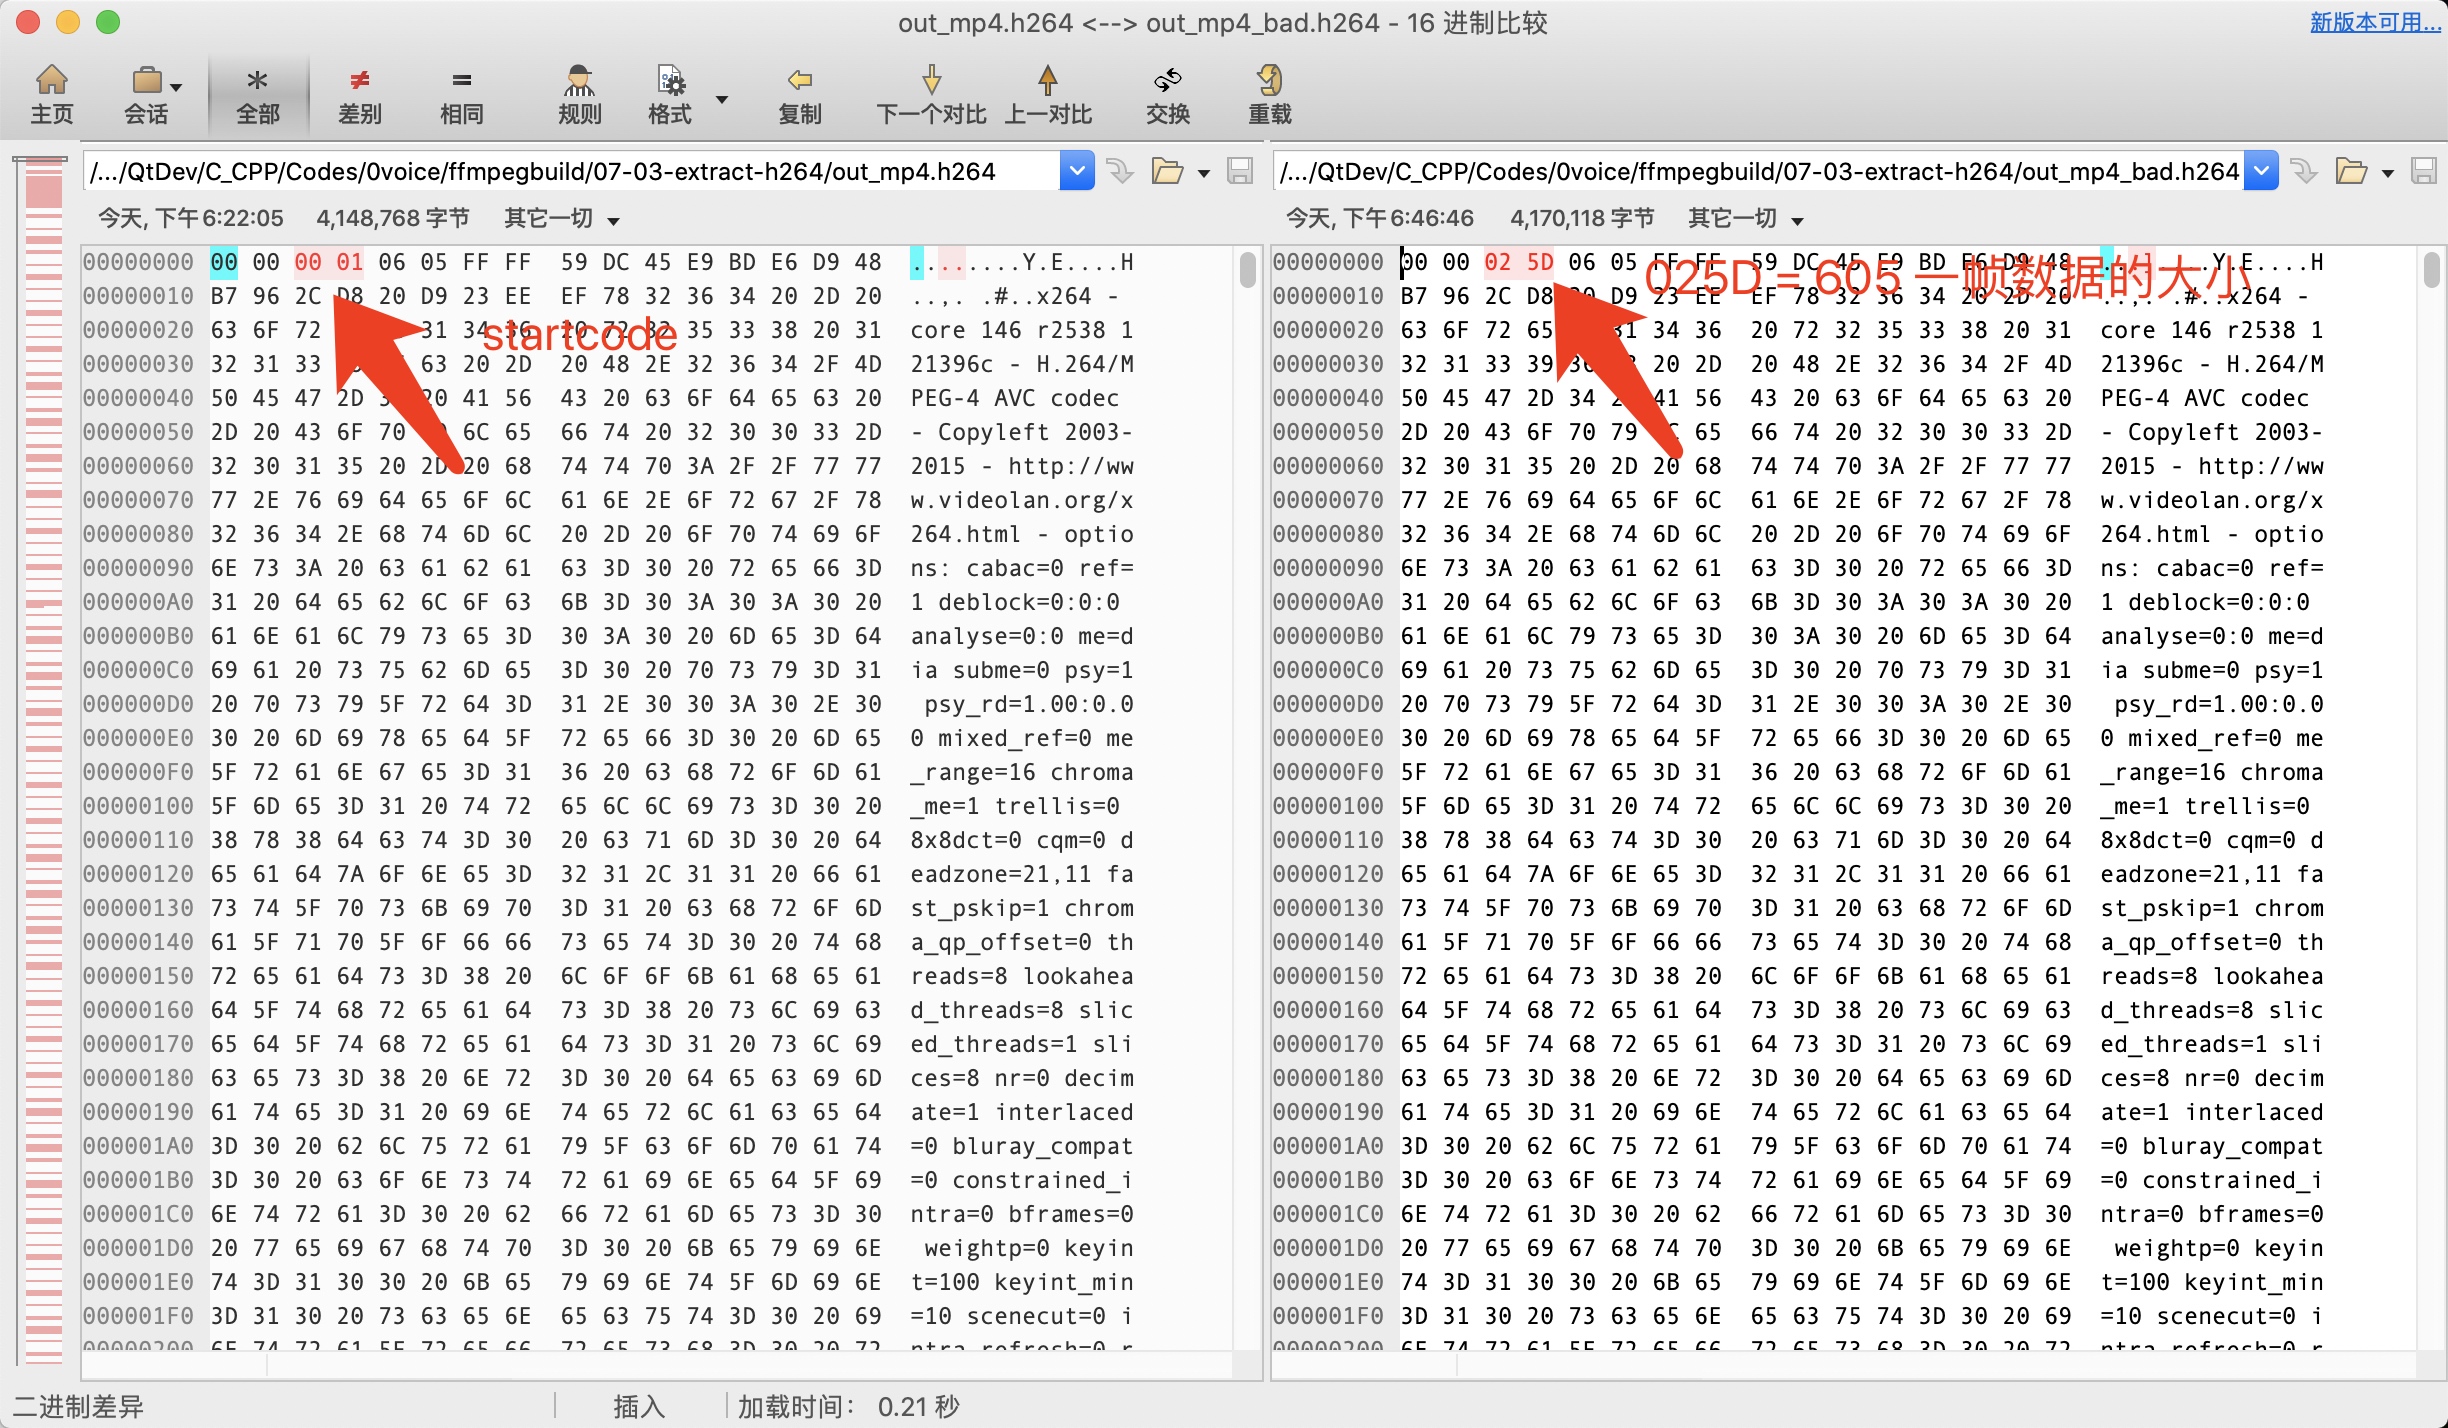 out_mp4.h264 <--> out_mp4_bad.h264 - 16 进制比较
新版本可用...
主页 会话 全部 差别 相同 规则 格式 复制 下一个对比 上一对比 交换 重载
/.../QtDev/C_CPP/Codes/0voice/ffmpegbuild/07-03-extract-h264/out_mp4.h264
今天, 下午6:22:05 4,148,768 字节 其它一切
00000000 00 00 00 01 06 05 FF FF 59 DC 45 E9 BD E6 D9 48 ........Y.E....H
00000010 B7 96 2C D8 20 D9 23 EE EF 78 32 36 34 20 2D 20 ..,. .#..x264 -
00000020 63 6F 72 31 34 36 20 72 32 35 33 38 20 31 core 146 r2538 1
startcode
00000030 32 31 33 63 20 2D 20 48 2E 32 36 34 2F 4D 21396c - H.264/M
00000040 50 45 47 2D 20 41 56 43 20 63 6F 64 65 63 20 PEG-4 AVC codec
00000050 2D 20 43 6F 70 6C 65 66 74 20 32 30 30 33 2D - Copyleft 2003-
00000060 32 30 31 35 20 2D 20 68 74 74 70 3A 2F 2F 77 77 2015 - http://ww
00000070 77 2E 76 69 64 65 6F 6C 61 6E 2E 6F 72 67 2F 78 w.videolan.org/x
00000080 32 36 34 2E 68 74 6D 6C 20 2D 20 6F 70 74 69 6F 264.html - optio
00000090 6E 73 3A 20 63 61 62 61 63 3D 30 20 72 65 66 3D ns: cabac=0 ref=
000000A0 31 20 64 65 62 6C 6F 63 6B 3D 30 3A 30 3A 30 20 1 deblock=0:0:0
000000B0 61 6E 61 6C 79 73 65 3D 30 3A 30 20 6D 65 3D 64 analyse=0:0 me=d
000000C0 69 61 20 73 75 62 6D 65 3D 30 20 70 73 79 3D 31 ia subme=0 psy=1
000000D0 20 70 73 79 5F 72 64 3D 31 2E 30 30 3A 30 2E 30 psy_rd=1.00:0.0
000000E0 30 20 6D 69 78 65 64 5F 72 65 66 3D 30 20 6D 65 0 mixed_ref=0 me
000000F0 5F 72 61 6E 67 65 3D 31 36 20 63 68 72 6F 6D 61 _range=16 chroma
00000100 5F 6D 65 3D 31 20 74 72 65 6C 6C 69 73 3D 30 20 _me=1 trellis=0
00000110 38 78 38 64 63 74 3D 30 20 63 71 6D 3D 30 20 64 8x8dct=0 cqm=0 d
00000120 65 61 64 7A 6F 6E 65 3D 32 31 2C 31 31 20 66 61 eadzone=21,11 fa
00000130 73 74 5F 70 73 6B 69 70 3D 31 20 63 68 72 6F 6D st_pskip=1 chrom
00000140 61 5F 71 70 5F 6F 66 66 73 65 74 3D 30 20 74 68 a_qp_offset=0 th
00000150 72 65 61 64 73 3D 38 20 6C 6F 6F 6B 61 68 65 61 reads=8 lookahea
00000160 64 5F 74 68 72 65 61 64 73 3D 38 20 73 6C 69 63 d_threads=8 slic
00000170 65 64 5F 74 68 72 65 61 64 73 3D 31 20 73 6C 69 ed_threads=1 sli
00000180 63 65 73 3D 38 20 6E 72 3D 30 20 64 65 63 69 6D ces=8 nr=0 decim
00000190 61 74 65 3D 31 20 69 6E 74 65 72 6C 61 63 65 64 ate=1 interlaced
000001A0 3D 30 20 62 6C 75 72 61 79 5F 63 6F 6D 70 61 74 =0 bluray_compat
000001B0 3D 30 20 63 6F 6E 73 74 72 61 69 6E 65 64 5F 69 =0 constrained_i
000001C0 6E 74 72 61 3D 30 20 62 66 72 61 6D 65 73 3D 30 ntra=0 bframes=0
000001D0 20 77 65 69 67 68 74 70 3D 30 20 6B 65 79 69 6E weightp=0 keyin
000001E0 74 3D 31 30 30 20 6B 65 79 69 6E 74 5F 6D 69 6E t=100 keyint_min
000001F0 3D 31 30 20 73 63 65 6E 65 63 75 74 3D 30 20 69 =10 scenecut=0 i
00000200 6E 74 72 61 5F 72 65 66 72 65 73 68 3D 30 20 72 ntra_refresh=0 r
/.../QtDev/C_CPP/Codes/0voice/ffmpegbuild/07-03-extract-h264/out_mp4_bad.h264
今天, 下午6:46:46 4,170,118 字节 其它一切
00000000 00 00 02 5D 06 05 FF FF 59 DC 45 E9 BD E6 D9 48 Y.E....H
025D = 605 一帧数据的大小
00000010 B7 96 2C D8 20 D9 23 EE EF 78 32 36 34 20 2D 20 ..,. .#..x264 -
00000020 63 6F 72 65 31 34 36 20 72 32 35 33 38 20 31 core 146 r2538 1
00000030 32 31 33 39 36 20 2D 20 48 2E 32 36 34 2F 4D 21396c - H.264/M
00000040 50 45 47 2D 34 41 56 43 20 63 6F 64 65 63 20 PEG-4 AVC codec
00000050 2D 20 43 6F 70 79 65 66 74 20 32 30 30 33 2D - Copyleft 2003-
00000060 32 30 31 35 20 2D 20 68 74 74 70 3A 2F 2F 77 77 2015 - http://ww
00000070 77 2E 76 69 64 65 6F 6C 61 6E 2E 6F 72 67 2F 78 w.videolan.org/x
00000080 32 36 34 2E 68 74 6D 6C 20 2D 20 6F 70 74 69 6F 264.html - optio
00000090 6E 73 3A 20 63 61 62 61 63 3D 30 20 72 65 66 3D ns: cabac=0 ref=
000000A0 31 20 64 65 62 6C 6F 63 6B 3D 30 3A 30 3A 30 20 1 deblock=0:0:0
000000B0 61 6E 61 6C 79 73 65 3D 30 3A 30 20 6D 65 3D 64 analyse=0:0 me=d
000000C0 69 61 20 73 75 62 6D 65 3D 30 20 70 73 79 3D 31 ia subme=0 psy=1
000000D0 20 70 73 79 5F 72 64 3D 31 2E 30 30 3A 30 2E 30 psy_rd=1.00:0.0
000000E0 30 20 6D 69 78 65 64 5F 72 65 66 3D 30 20 6D 65 0 mixed_ref=0 me
000000F0 5F 72 61 6E 67 65 3D 31 36 20 63 68 72 6F 6D 61 _range=16 chroma
00000100 5F 6D 65 3D 31 20 74 72 65 6C 6C 69 73 3D 30 20 _me=1 trellis=0
00000110 38 78 38 64 63 74 3D 30 20 63 71 6D 3D 30 20 64 8x8dct=0 cqm=0 d
00000120 65 61 64 7A 6F 6E 65 3D 32 31 2C 31 31 20 66 61 eadzone=21,11 fa
00000130 73 74 5F 70 73 6B 69 70 3D 31 20 63 68 72 6F 6D st_pskip=1 chrom
00000140 61 5F 71 70 5F 6F 66 66 73 65 74 3D 30 20 74 68 a_qp_offset=0 th
00000150 72 65 61 64 73 3D 38 20 6C 6F 6F 6B 61 68 65 61 reads=8 lookahea
00000160 64 5F 74 68 72 65 61 64 73 3D 38 20 73 6C 69 63 d_threads=8 slic
00000170 65 64 5F 74 68 72 65 61 64 73 3D 31 20 73 6C 69 ed_threads=1 sli
00000180 63 65 73 3D 38 20 6E 72 3D 30 20 64 65 63 69 6D ces=8 nr=0 decim
00000190 61 74 65 3D 31 20 69 6E 74 65 72 6C 61 63 65 64 ate=1 interlaced
000001A0 3D 30 20 62 6C 75 72 61 79 5F 63 6F 6D 70 61 74 =0 bluray_compat
000001B0 3D 30 20 63 6F 6E 73 74 72 61 69 6E 65 64 5F 69 =0 constrained_i
000001C0 6E 74 72 61 3D 30 20 62 66 72 61 6D 65 73 3D 30 ntra=0 bframes=0
000001D0 20 77 65 69 67 68 74 70 3D 30 20 6B 65 79 69 6E weightp=0 keyin
000001E0 74 3D 31 30 30 20 6B 65 79 69 6E 74 5F 6D 69 6E t=100 keyint_min
000001F0 3D 31 30 20 73 63 65 6E 65 63 75 74 3D 30 20 69 =10 scenecut=0 i
00000200 6E 74 72 61 5F 72 65 66 72 65 73 68 3D 30 20 72 ntra_refresh=0 r
二进制差异 插入 加载时间： 0.21 秒